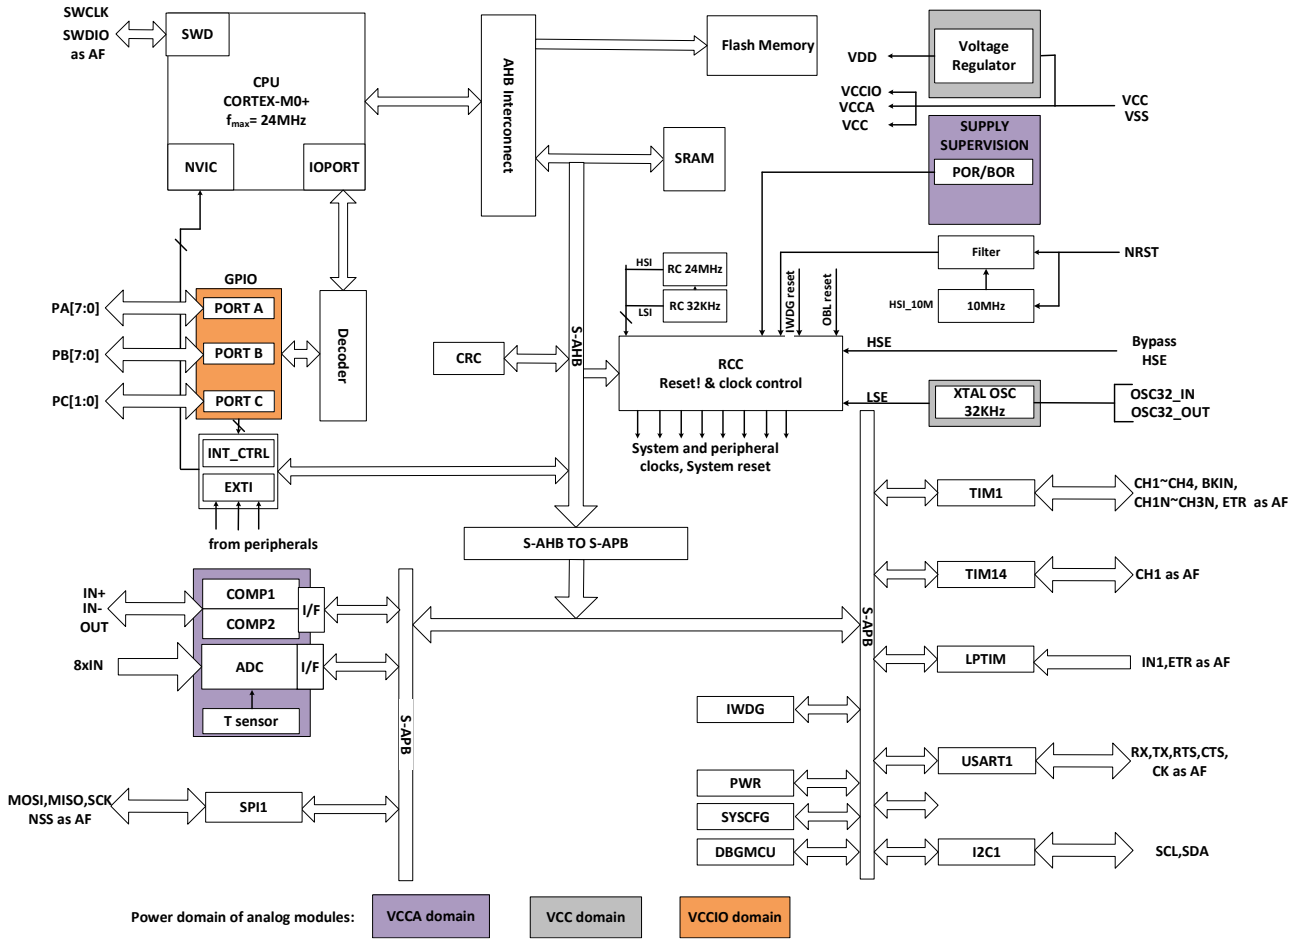 SWCLK
SWDIO
as AF
SWD
CPU
CORTEX-M0+
fmax= 24MHz
NVIC
IOPORT
AHB Interconnect
Flash Memory
SRAM
VDD
Voltage
Regulator
VCCIO
VCCA
VCC
VCC
VSS
SUPPLY
SUPERVISION
POR/BOR
Filter
NRST
HSI_10M
10MHz
GPIO
PA[7:0]
PORT A
PB[7:0]
PORT B
PC[1:0]
PORT C
Decoder
INT_CTRL
EXTI
from peripherals
CRC
S-AHB
HSI
RC 24MHz
LSI
RC 32KHz
IWDG reset
OBL reset
RCC
Reset! & clock control
HSE
Bypass
HSE
LSE
XTAL OSC
32KHz
OSC32_IN
OSC32_OUT
System and peripheral
clocks, System reset
S-AHB TO S-APB
IN+
IN-
OUT
COMP1
COMP2
I/F
8xIN
ADC
I/F
T sensor
S-APB
MOSI,MISO,SCK
NSS as AF
SPI1
S-APB
TIM1
CH1~CH4, BKIN,
CH1N~CH3N, ETR as AF
TIM14
CH1 as AF
LPTIM
IN1,ETR as AF
IWDG
USART1
RX,TX,RTS,CTS,
CK as AF
PWR
SYSCFG
DBGMCU
I2C1
SCL,SDA
Power domain of analog modules:
VCCA domain
VCC domain
VCCIO domain